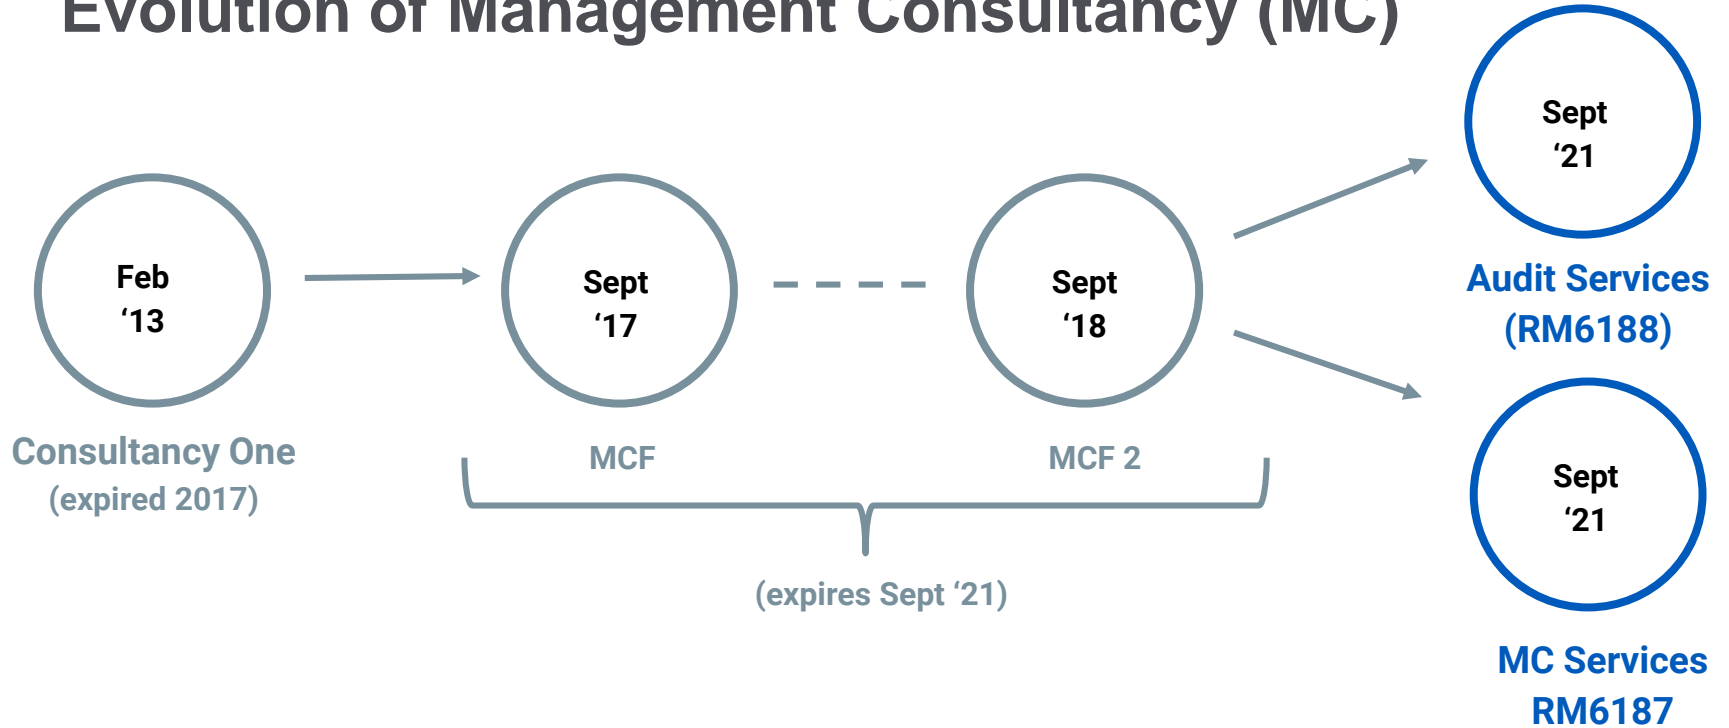 Evolution of Management Consultancy (MC)
Feb
‘13
Consultancy One
(expired 2017)
Sept
‘17
MCF
Sept
‘18
MCF 2
(expires Sept ‘21)
Sept
‘21
Audit Services
(RM6188)
Sept
‘21
MC Services
RM6187